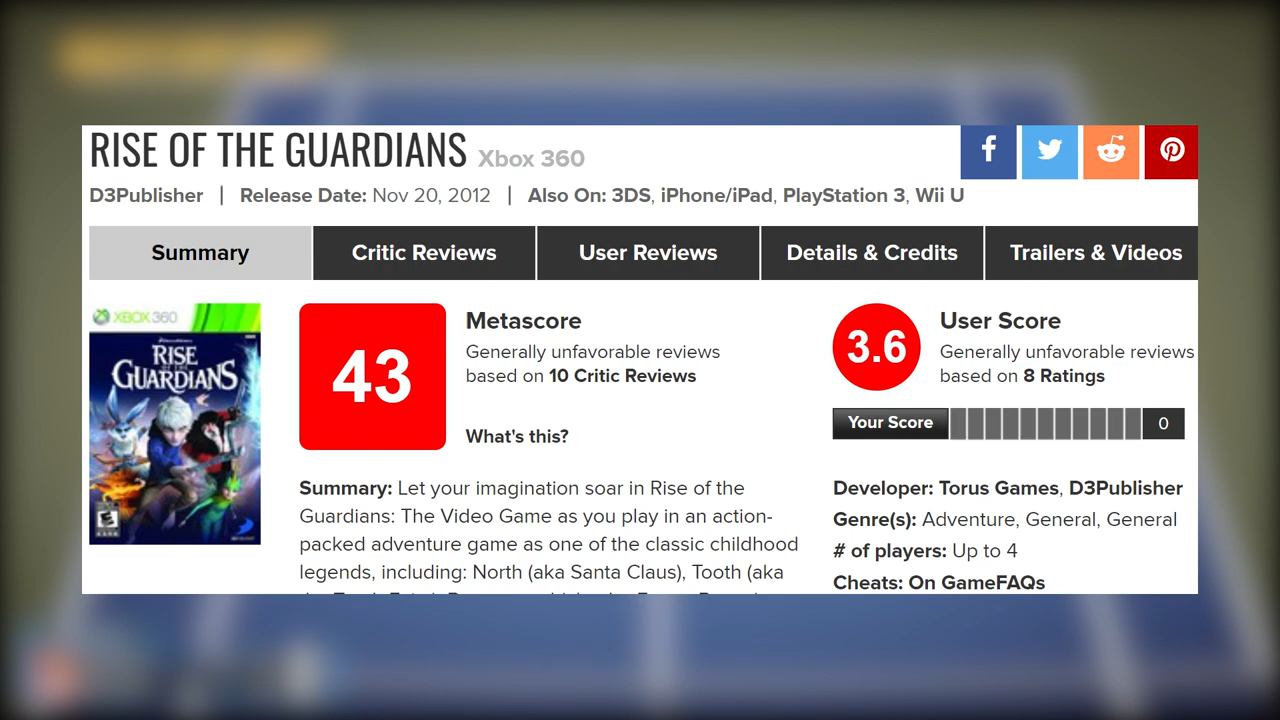 RISE OF THE GUARDIANS Xbox 360
D3Publisher | Release Date: Nov 20, 2012 | Also On: 3DS, iPhone/iPad, PlayStation 3, Wii U
Summary
Critic Reviews
User Reviews
Details & Credits
Trailers & Videos
XBOX 360
RISE
OF THE
GUARDIANS
43
Metascore
Generally unfavorable reviews
based on 10 Critic Reviews
What's this?
3.6
User Score
Generally unfavorable reviews
based on 8 Ratings
Your Score 0
Summary: Let your imagination soar in Rise of the
Guardians: The Video Game as you play in an action-
packed adventure game as one of the classic childhood
legends, including: North (aka Santa Claus), Tooth (aka
Developer: Torus Games, D3Publisher
Genre(s): Adventure, General, General
# of players: Up to 4
Cheats: On GameFAQs